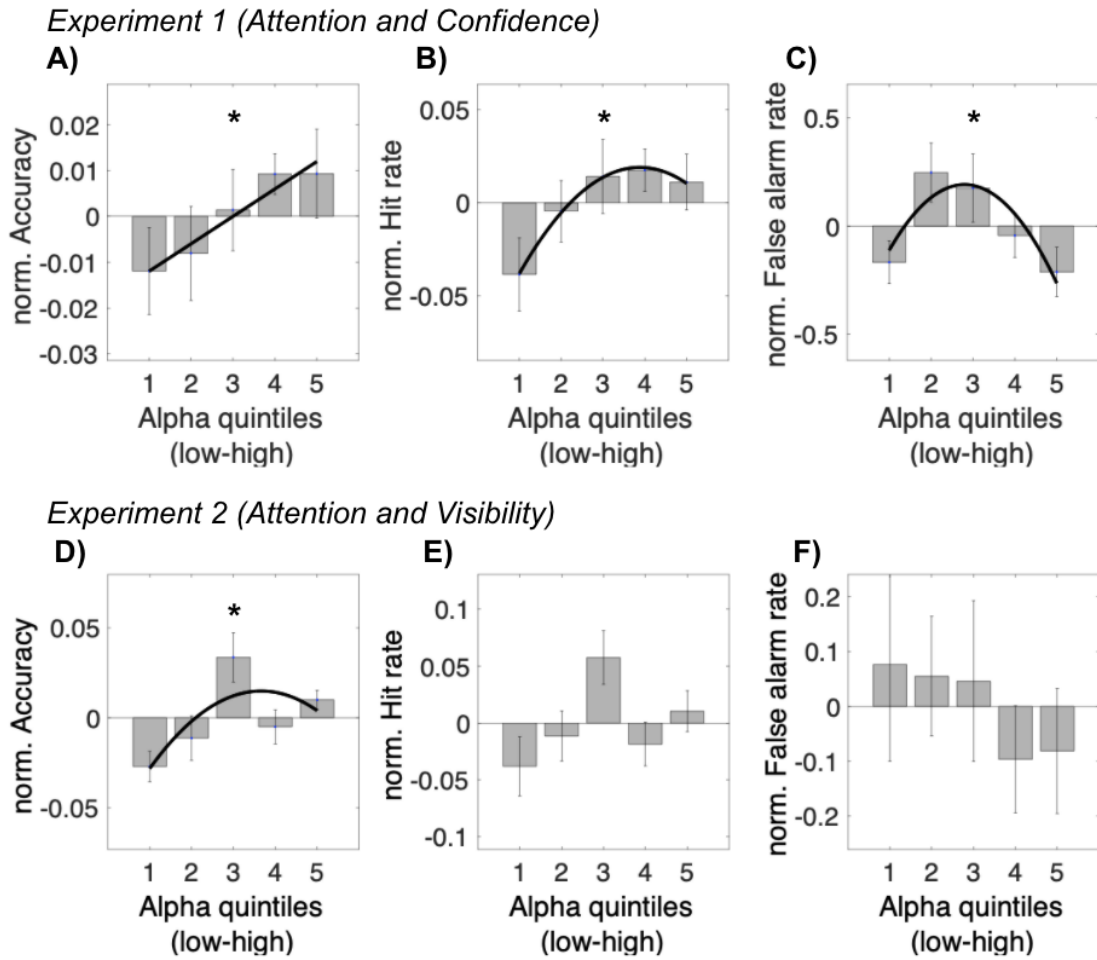 Experiment 1 (Attention and Confidence)
A)
B)
C)
norm. Accuracy
0.02
0.01
0
-0.01
-0.02
-0.03
*
1 2 3 4 5
Alpha quintiles
(low-high)
norm. Hit rate
0.05
0
-0.05
*
1 2 3 4 5
Alpha quintiles
(low-high)
norm. False alarm rate
0.5
0
-0.5
*
1 2 3 4 5
Alpha quintiles
(low-high)
Experiment 2 (Attention and Visibility)
D)
E)
F)
norm. Accuracy
0.05
0
-0.05
*
1 2 3 4 5
Alpha quintiles
(low-high)
norm. Hit rate
0.1
0.05
0
-0.05
-0.1
1 2 3 4 5
Alpha quintiles
(low-high)
norm. False alarm rate
0.2
0.1
0
-0.1
-0.2
1 2 3 4 5
Alpha quintiles
(low-high)